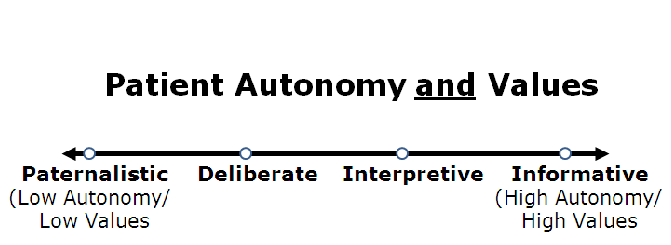 Patient Autonomy and Values
Paternalistic Deliberate Interpretive Informative
(Low Autonomy/ (High Autonomy/
Low Values High Values